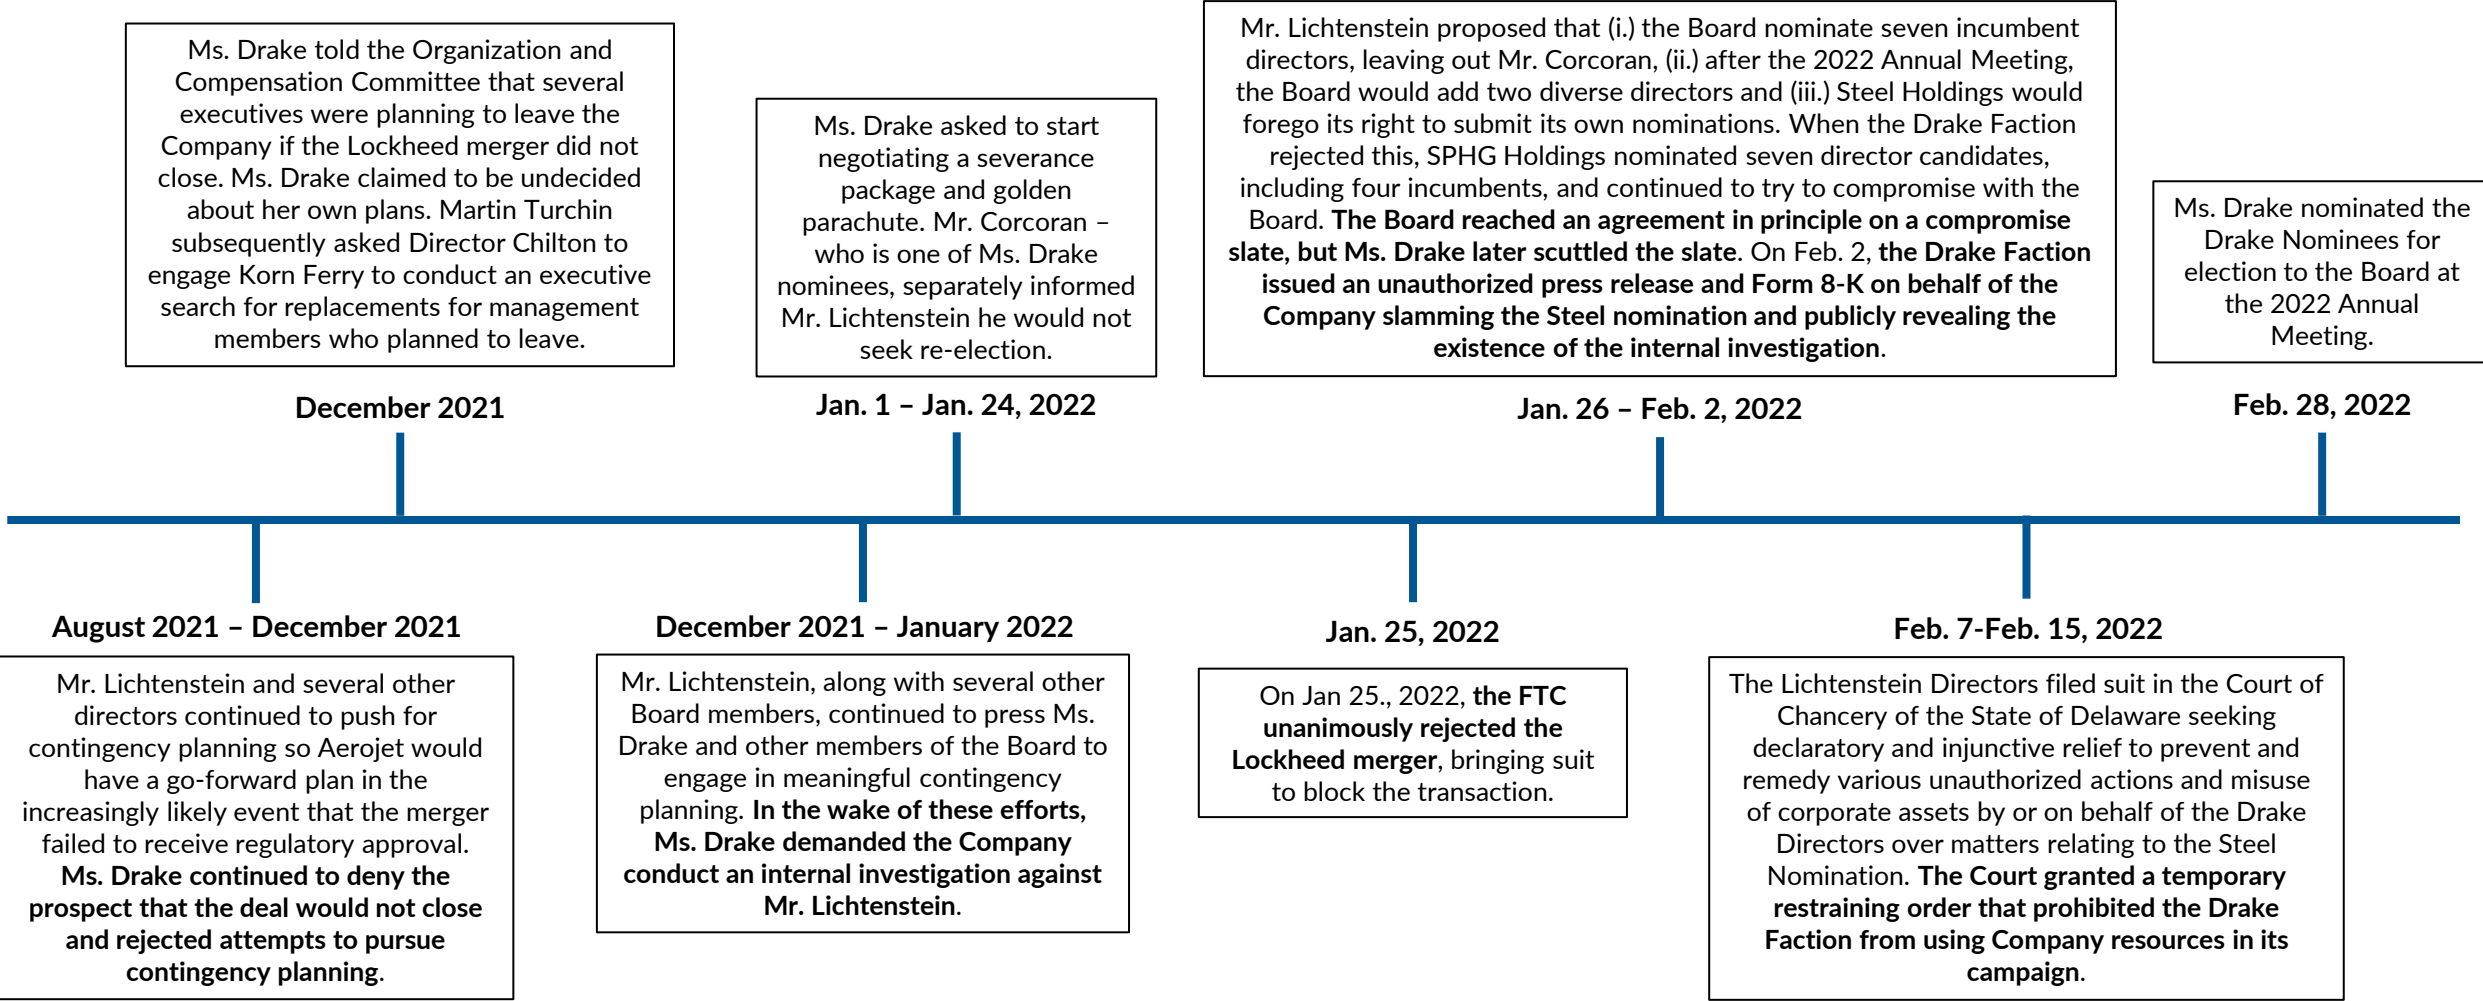 Ms. Drake told the Organization and
Compensation Committee that several
executives were planning to leave the
Company if the Lockheed merger did not
close. Ms. Drake claimed to be undecided
about her own plans. Martin Turchin
subsequently asked Director Chilton to
engage Korn Ferry to conduct an executive
search for replacements for management
members who planned to leave.
December 2021
Ms. Drake asked to start
negotiating a severance
package and golden
parachute. Mr. Corcoran –
who is one of Ms. Drake
nominees, separately informed
Mr. Lichtenstein he would not
seek re-election.
Jan. 1 – Jan. 24, 2022
Mr. Lichtenstein proposed that (i.) the Board nominate seven incumbent
directors, leaving out Mr. Corcoran, (ii.) after the 2022 Annual Meeting,
the Board would add two diverse directors and (iii.) Steel Holdings would
forego its right to submit its own nominations. When the Drake Faction
rejected this, SPHG Holdings nominated seven director candidates,
including four incumbents, and continued to try to compromise with the
Board. The Board reached an agreement in principle on a compromise
slate, but Ms. Drake later scuttled the slate. On Feb. 2, the Drake Faction
issued an unauthorized press release and Form 8-K on behalf of the
Company slamming the Steel nomination and publicly revealing the
existence of the internal investigation.
Jan. 26 – Feb. 2, 2022
Ms. Drake nominated the
Drake Nominees for
election to the Board at
the 2022 Annual
Meeting.
Feb. 28, 2022
August 2021 – December 2021
Mr. Lichtenstein and several other
directors continued to push for
contingency planning so Aerojet would
have a go-forward plan in the
increasingly likely event that the merger
failed to receive regulatory approval.
Ms. Drake continued to deny the
prospect that the deal would not close
and rejected attempts to pursue
contingency planning.
December 2021 – January 2022
Mr. Lichtenstein, along with several other
Board members, continued to press Ms.
Drake and other members of the Board to
engage in meaningful contingency
planning. In the wake of these efforts,
Ms. Drake demanded the Company
conduct an internal investigation against
Mr. Lichtenstein.
Jan. 25, 2022
On Jan 25., 2022, the FTC
unanimously rejected the
Lockheed merger, bringing suit
to block the transaction.
Feb. 7-Feb. 15, 2022
The Lichtenstein Directors filed suit in the Court of
Chancery of the State of Delaware seeking
declaratory and injunctive relief to prevent and
remedy various unauthorized actions and misuse
of corporate assets by or on behalf of the Drake
Directors over matters relating to the Steel
Nomination. The Court granted a temporary
restraining order that prohibited the Drake
Faction from using Company resources in its
campaign.